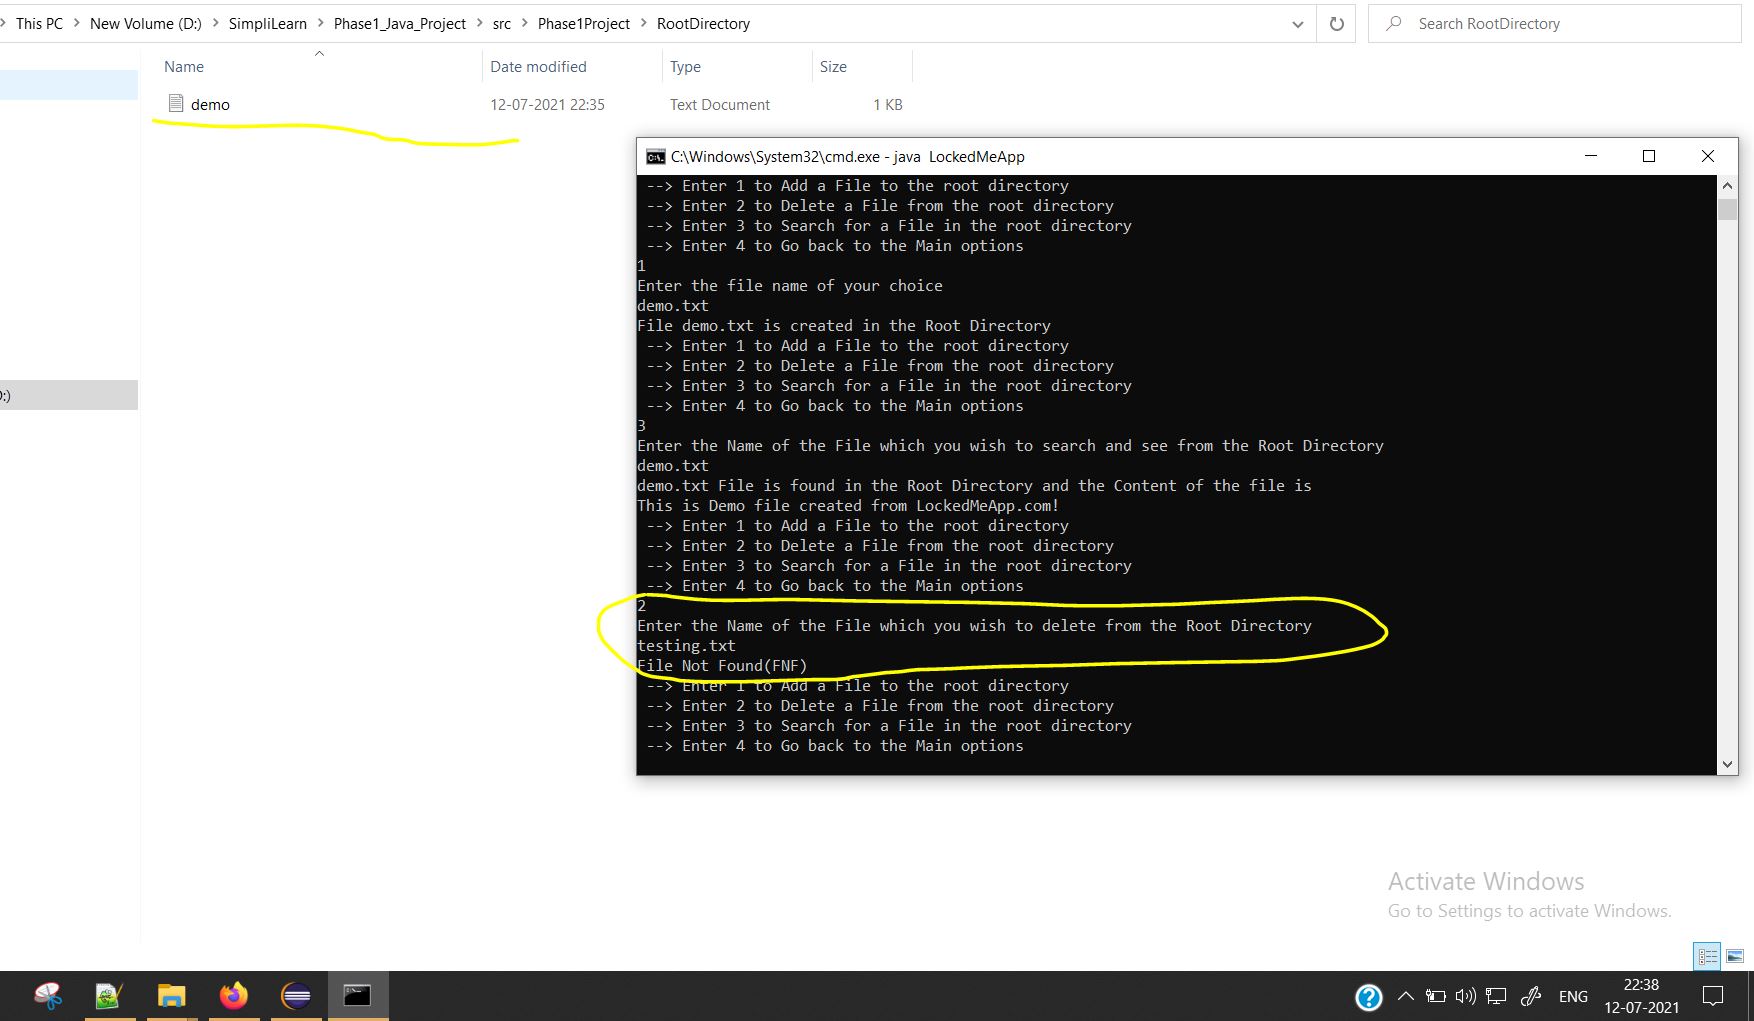 This PC > New Volume (D:) > SimpliLearn > Phase1_Java_Project > src > Phase1Project > RootDirectory
Search RootDirectory
Name Date modified Type Size
demo 12-07-2021 22:35 Text Document 1 KB
C:\Windows\System32\cmd.exe - java LockedMeApp
--> Enter 1 to Add a File to the root directory
--> Enter 2 to Delete a File from the root directory
--> Enter 3 to Search for a File in the root directory
--> Enter 4 to Go back to the Main options
1
Enter the file name of your choice
demo.txt
File demo.txt is created in the Root Directory
--> Enter 1 to Add a File to the root directory
--> Enter 2 to Delete a File from the root directory
--> Enter 3 to Search for a File in the root directory
:)
--> Enter 4 to Go back to the Main options
3
Enter the Name of the File which you wish to search and see from the Root Directory
demo.txt
demo.txt File is found in the Root Directory and the Content of the file is
This is Demo file created from LockedMeApp.com!
--> Enter 1 to Add a File to the root directory
--> Enter 2 to Delete a File from the root directory
--> Enter 3 to Search for a File in the root directory
--> Enter 4 to Go back to the Main options
2
Enter the Name of the File which you wish to delete from the Root Directory
testing.txt
File Not Found(FNF)
--> Enter 1 to Add a File to the root directory
--> Enter 2 to Delete a File from the root directory
--> Enter 3 to Search for a File in the root directory
--> Enter 4 to Go back to the Main options
Activate Windows
Go to Settings to activate Windows.
ENG
22:38
12-07-2021